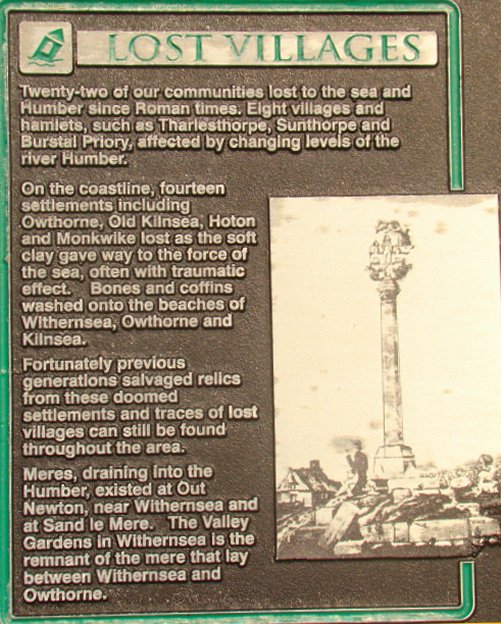 LOST VILLAGES
Twenty-two of our communities lost to the sea and
Humber since Roman times. Eight villages and
hamlets, such as Tharlesthorpe, Sunthorpe and
Burstal Priory, affected by changing levels of the
river Humber.
On the coastline, fourteen
settlements including
Owthorne, Old Kilnsea, Hoton
and Monkwike lost as the soft
clay gave way to the force of
the sea, often with traumatic
effect. Bones and coffins
washed onto the beaches of
Withernsea, Owthorne and
Kilnsea.
Fortunately previous
generations salvaged relics
from these doomed
settlements and traces of lost
villages can still be found
throughout the area.
Meres, draining into the
Humber, existed at Out
Newton, near Withernsea and
at Sand le Mere. The Valley
Gardens in Withernsea is the
remnant of the mere that lay
between Withernsea and
Owthorne.